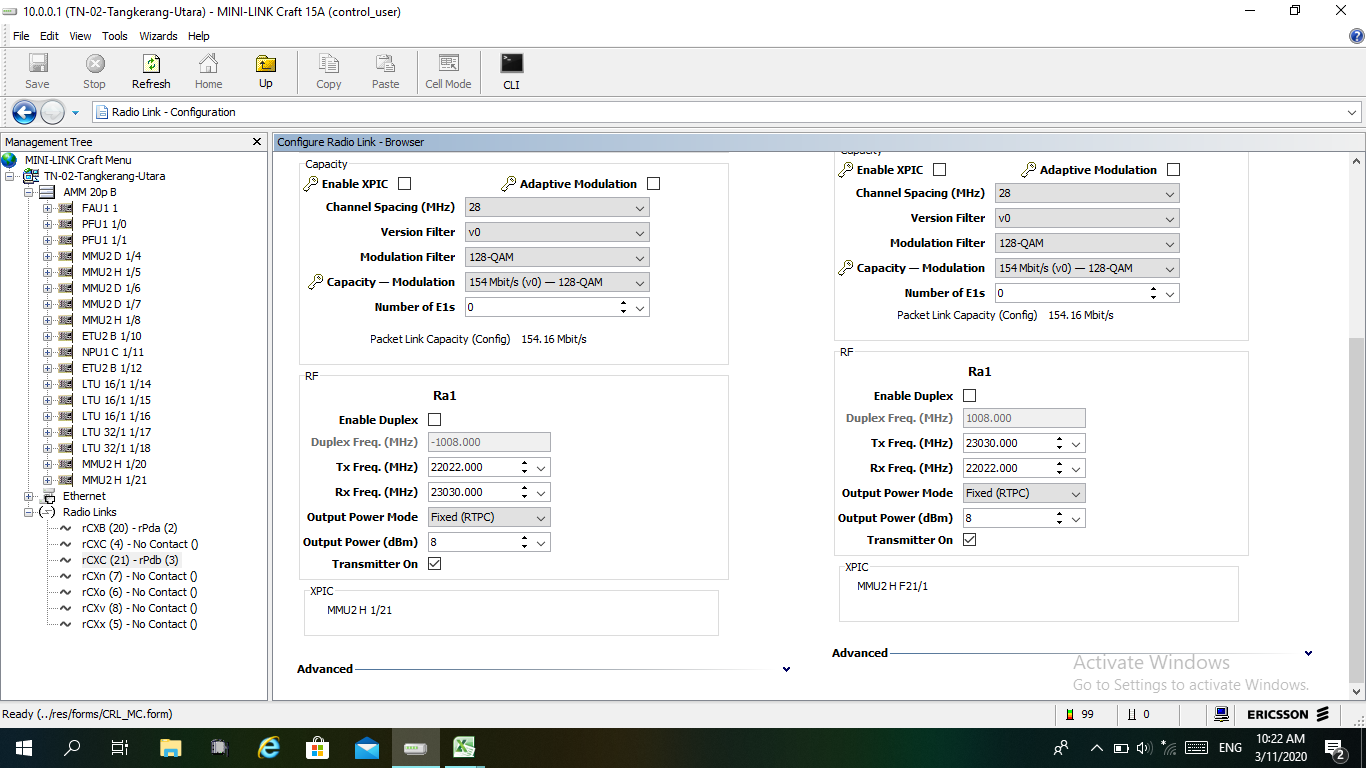 10.0.0.1 (TN-02-Tangkerang-Utara) - MINI-LINK Craft 15A (control_user)
File Edit View Tools Wizards Help
Save Stop Refresh Home Up Copy Paste Cell Mode CLI
Radio Link - Configuration
Management Tree
MINI-LINK Craft Menu
TN-02-Tangkerang-Utara
AMM 20p B
FAU1 1
PFU1 1/0
PFU1 1/1
MMU2 D 1/4
MMU2 H 1/5
MMU2 D 1/6
MMU2 D 1/7
MMU2 H 1/8
ETU2 B 1/10
NPU1 C 1/11
ETU2 B 1/12
LTU 16/1 1/14
LTU 16/1 1/15
LTU 16/1 1/16
LTU 32/1 1/17
LTU 32/1 1/18
MMU2 H 1/20
MMU2 H 1/21
Ethernet
Radio Links
rCXB (20) - rPda (2)
rCXC (4) - No Contact ()
rCXC (21) - rPdb (3)
rCXn (7) - No Contact ()
rCXo (6) - No Contact ()
rCXv (8) - No Contact ()
rCXx (5) - No Contact ()
Configure Radio Link - Browser
Capacity
Enable XPIC Adaptive Modulation
Channel Spacing (MHz) 28
Version Filter v0
Modulation Filter 128-QAM
Capacity — Modulation 154 Mbit/s (v0) — 128-QAM
Number of E1s 0
Packet Link Capacity (Config) 154.16 Mbit/s
RF
Ra1
Enable Duplex
Duplex Freq. (MHz) -1008.000
Tx Freq. (MHz) 22022.000
Rx Freq. (MHz) 23030.000
Output Power Mode Fixed (RTPC)
Output Power (dBm) 8
Transmitter On
XPIC
MMU2 H 1/21
Advanced
Capacity
Enable XPIC Adaptive Modulation
Channel Spacing (MHz) 28
Version Filter v0
Modulation Filter 128-QAM
Capacity — Modulation 154 Mbit/s (v0) — 128-QAM
Number of E1s 0
Packet Link Capacity (Config) 154.16 Mbit/s
RF
Ra1
Enable Duplex
Duplex Freq. (MHz) 1008.000
Tx Freq. (MHz) 23030.000
Rx Freq. (MHz) 22022.000
Output Power Mode Fixed (RTPC)
Output Power (dBm) 8
Transmitter On
XPIC
MMU2 H F21/1
Advanced
Activate Windows
Go to Settings to activate Windows.
Ready (../res/forms/CRL_MC.form) 99 0 ERICSSON
ENG
10:22 AM
3/11/2020
2